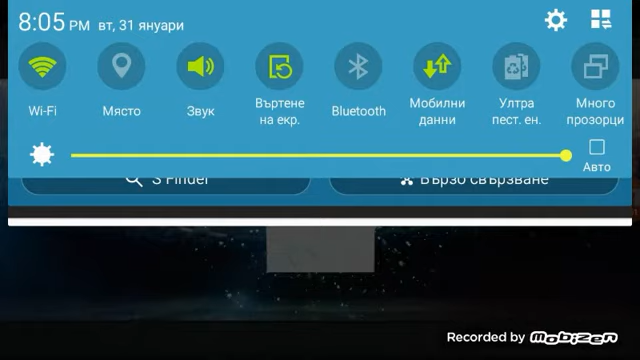 8:05 PM вт, 31 януари
Wi-Fi
Място
Звук
Въртене
на екр.
Bluetooth
Мобилни
данни
Ултра
пест. ен.
Много
прозорци
Авто
S Finder
Бързо свързване
Recorded by Mobizen